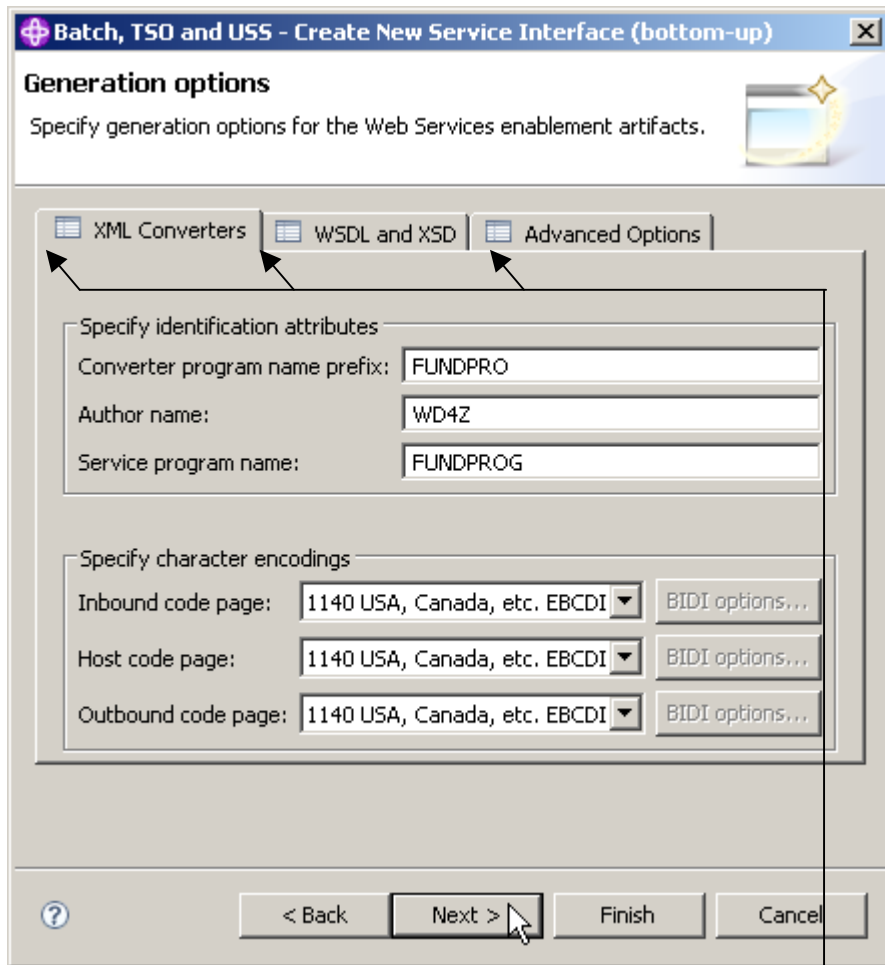 Batch, TSO and USS - Create New Service Interface (bottom-up)
Generation options
Specify generation options for the Web Services enablement artifacts.
XML Converters
WSDL and XSD
Advanced Options
Specify identification attributes
Converter program name prefix: FUNDPRO
Author name: WD4Z
Service program name: FUNDPROG
Specify character encodings
Inbound code page: 1140 USA, Canada, etc. EBCDI BIDI options...
Host code page: 1140 USA, Canada, etc. EBCDI BIDI options...
Outbound code page: 1140 USA, Canada, etc. EBCDI BIDI options...
? < Back Next > Finish Cancel